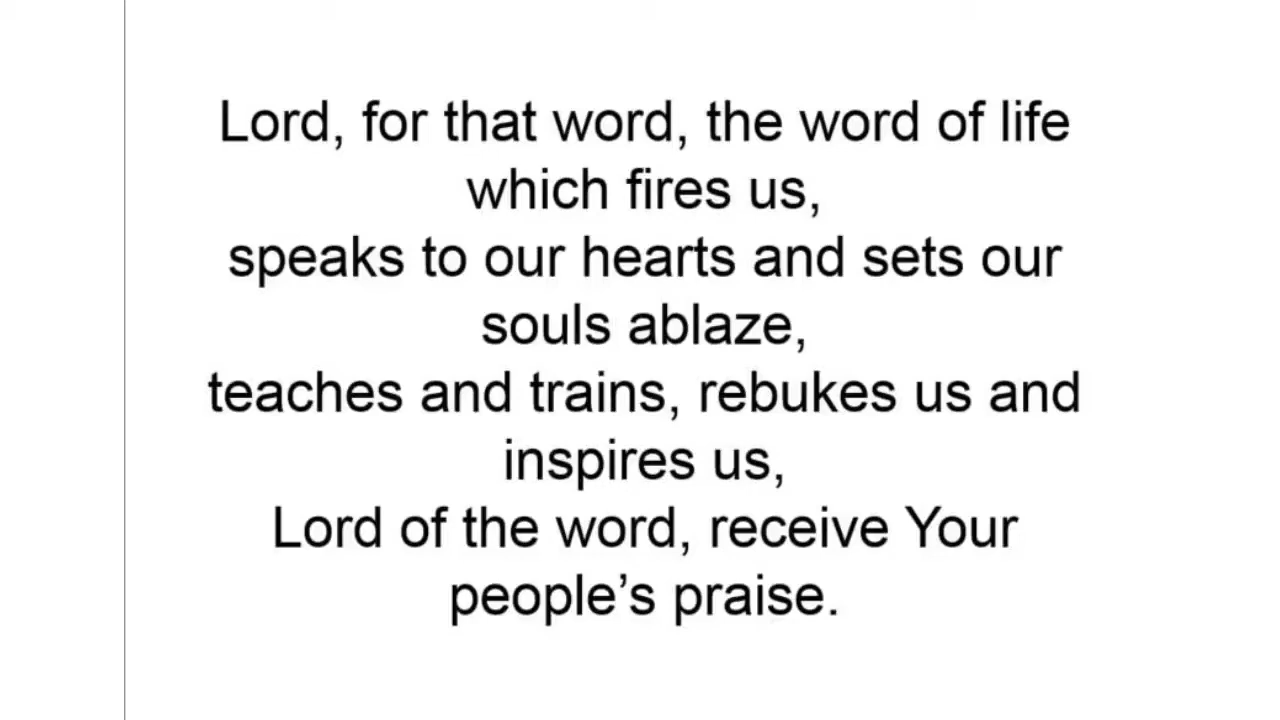 Lord, for that word, the word of life
which fires us,
speaks to our hearts and sets our
souls ablaze,
teaches and trains, rebukes us and
inspires us,
Lord of the word, receive Your
people’s praise.